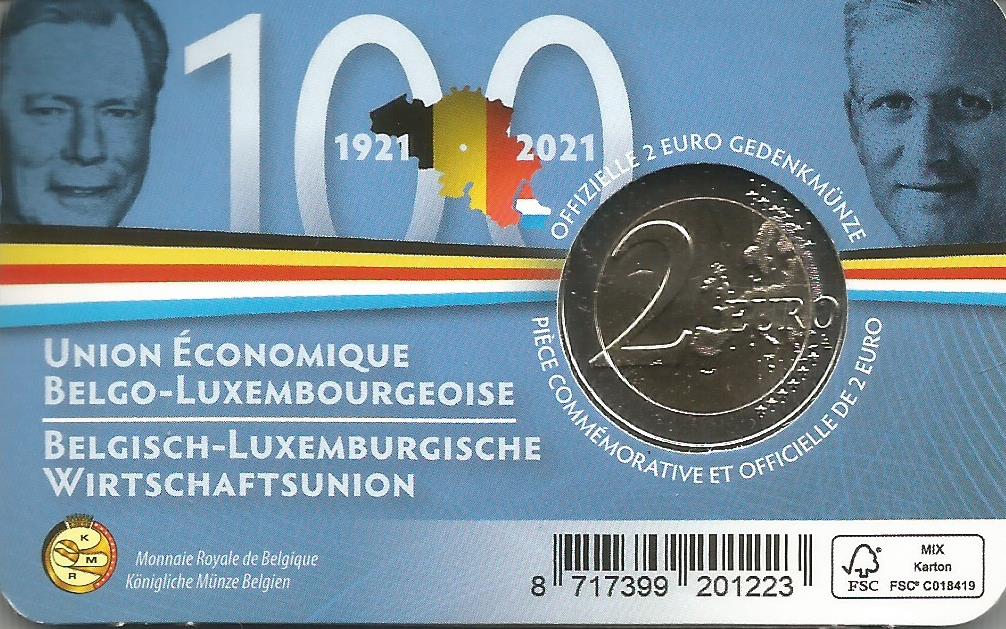 100
1921 2021
OFFIZIELLE 2 EURO GEDENKMÜNZE
2 EURO
PIÈCE COMMÉMORATIVE ET OFFICIELLE DE 2 EURO
UNION ÉCONOMIQUE
BELGO-LUXEMBOURGEOISE
BELGISCH-LUXEMBURGISCHE
WIRTSCHAFTSUNION
K
M
R
Monnaie Royale de Belgique
Königliche Münze Belgien
8 717399 201223
FSC
MIX
Karton
FSC® C018419